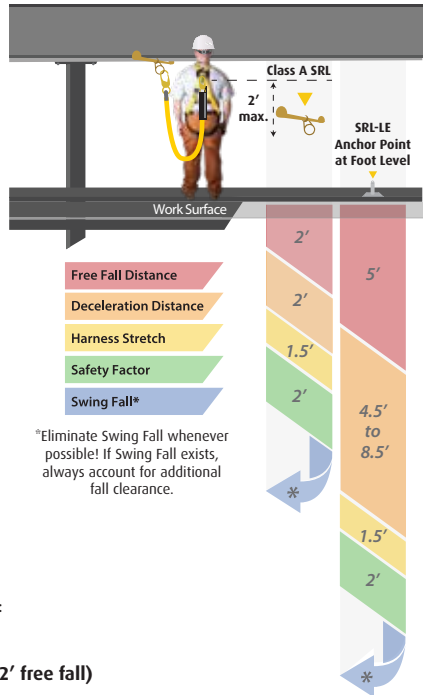 Class A SRL
2′
max.
SRL-LE
Anchor Point
at Foot Level
Work Surface
2′
5′
Free Fall Distance
Deceleration Distance
2′
Harness Stretch
1.5′
Safety Factor
2′
Swing Fall*
4.5′
to
8.5′
*Eliminate Swing Fall whenever
possible! If Swing Fall exists,
always account for additional
fall clearance.
*
1.5′
2′
:
2′ free fall)
*